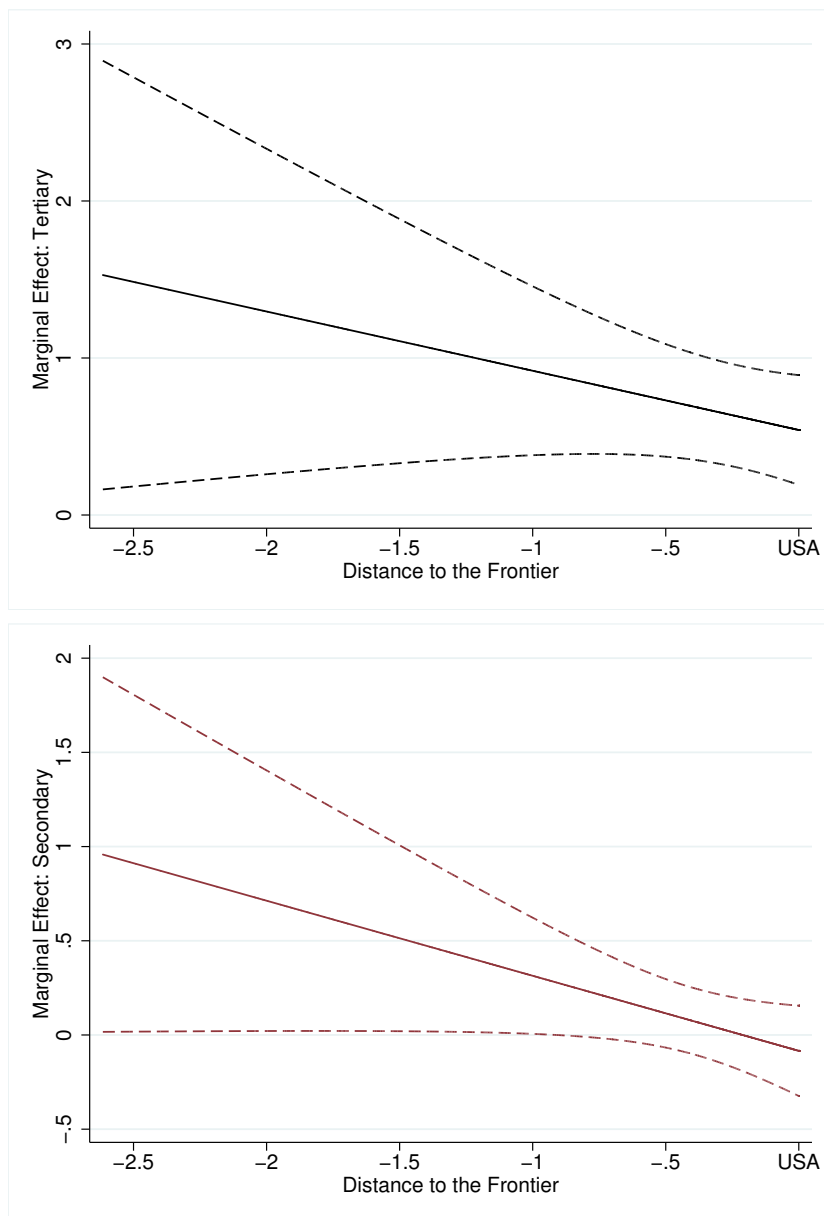 Marginal Effect: Tertiary
3
2
1
0
−2.5 −2 −1.5 −1 −.5 USA
Distance to the Frontier
Marginal Effect: Secondary
2
1.5
1
.5
0
−.5
−2.5 −2 −1.5 −1 −.5 USA
Distance to the Frontier